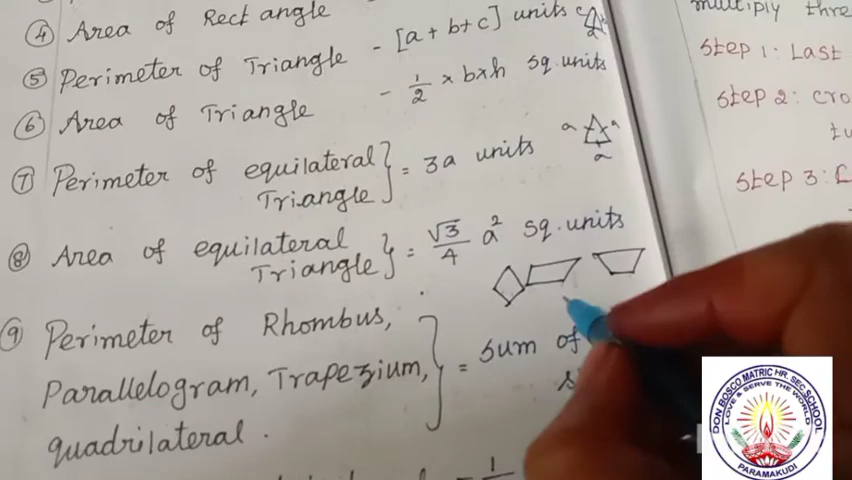 ④ Area of Rectangle
⑤ Perimeter of Triangle - [a + b + c] units
⑥ Area of Triangle - 1/2 × b × h sq. units
⑦ Perimeter of equilateral Triangle } = 3a units
a a a
⑧ Area of equilateral Triangle } = √3/4 a² sq. units
⑨ Perimeter of Rhombus,
Parallelogram, Trapezium, } = sum of
quadrilateral.
1
multiply
Step 1: Last
Step 2: cro
Step 3:
DON BOSCO MATRIC HR. SEC SCHOOL
LOVE & SERVE THE WORLD
PARAMAKUDI